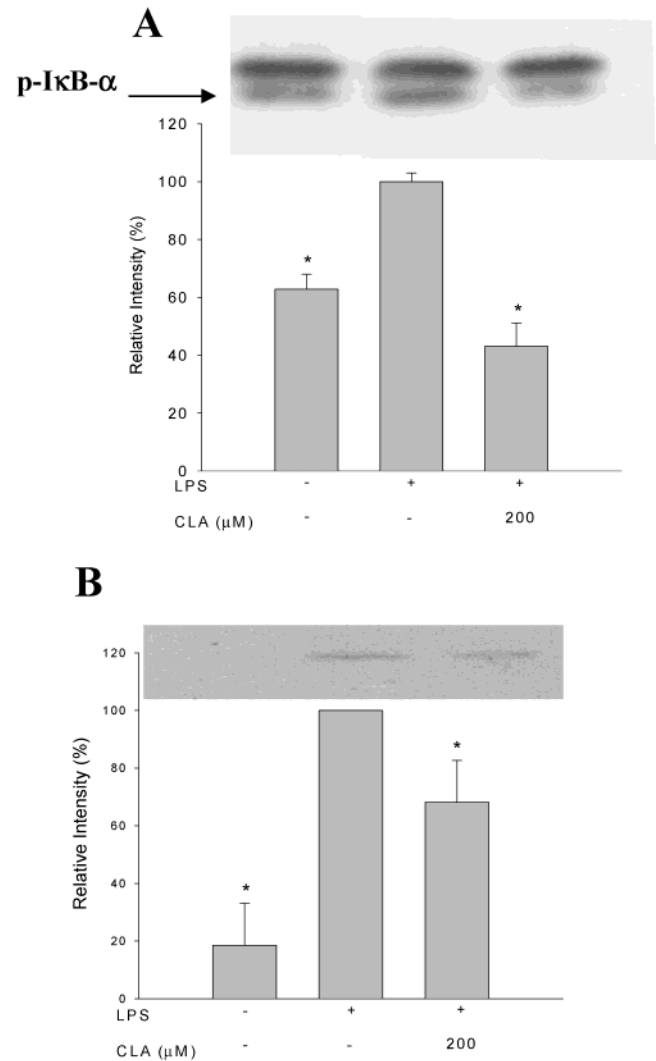 A
p-IκB-α
120
100
80
60
40
20
0
Relative Intensity (%)
* *
LPS - + +
CLA (μM) - - 200
B
120
100
80
60
40
20
0
Relative Intensity (%)
* *
LPS - + +
CLA (μM) - - 200